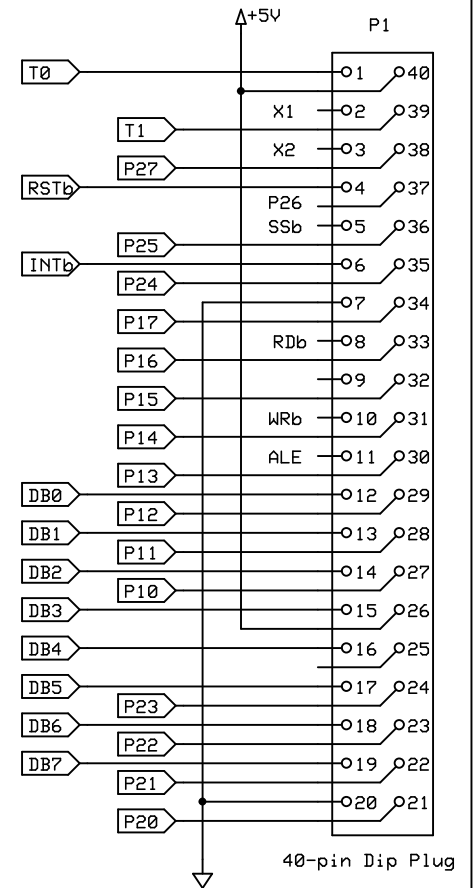 +5V
P1
T0 1 40
X1 2 39
T1
X2 3 38
P27
RSTb 4 37
P26
SSb 5 36
P25
INTb 6 35
P24
7 34
P17
RDb 8 33
P16
9 32
P15
WRb 10 31
P14
ALE 11 30
P13
DB0 12 29
P12
DB1 13 28
P11
DB2 14 27
P10
DB3 15 26
DB4 16 25
DB5 17 24
P23
DB6 18 23
P22
DB7 19 22
P21
20 21
P20
40-pin Dip Plug